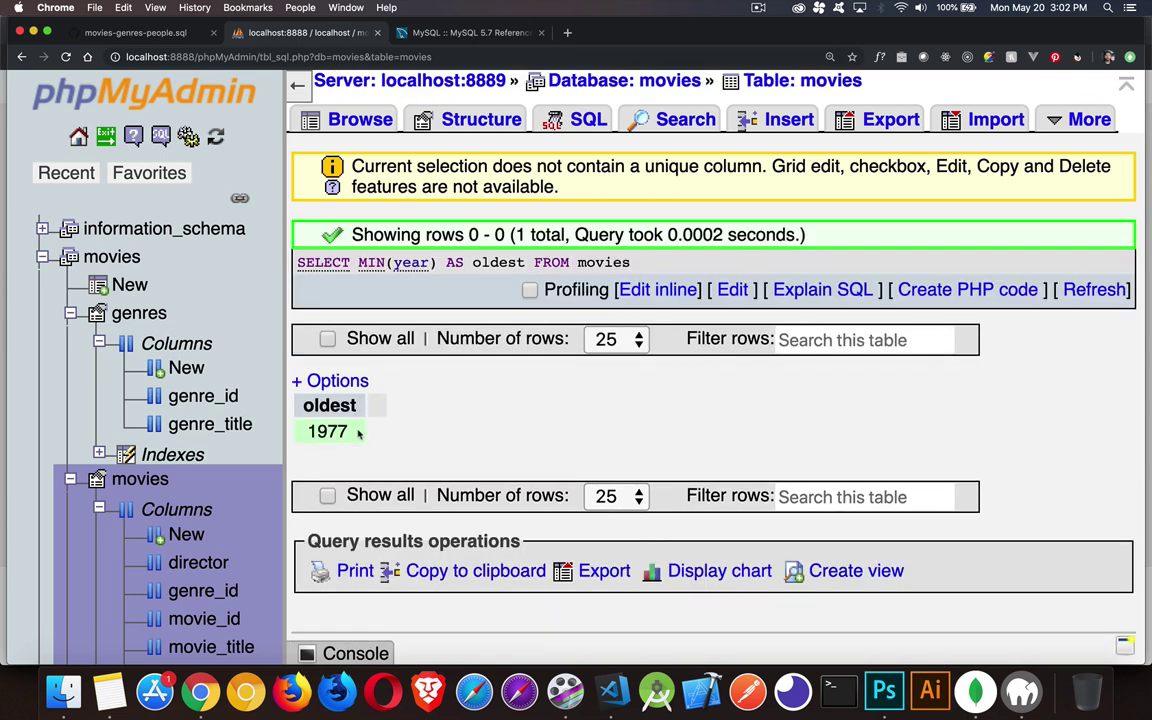 Chrome File Edit View History Bookmarks People Window Help 100% Mon May 20 3:02 PM
movies-genres-people.sql × localhost:8888 / localhost / m × MySQL :: MySQL 5.7 Referenc × +
localhost:8888/phpMyAdmin/tbl_sql.php?db=movies&table=movies
phpMyAdmin
Recent Favorites
information_schema
movies
New
genres
Columns
New
genre_id
genre_title
Indexes
movies
Columns
New
director
genre_id
movie_id
movie_title
Server: localhost:8889 » Database: movies » Table: movies
Browse Structure SQL Search Insert Export Import More
Current selection does not contain a unique column. Grid edit, checkbox, Edit, Copy and Delete
features are not available.
Showing rows 0 - 0 (1 total, Query took 0.0002 seconds.)
SELECT MIN(year) AS oldest FROM movies
Profiling [Edit inline] [ Edit ] [ Explain SQL ] [ Create PHP code ] [ Refresh]
Show all | Number of rows: 25 Filter rows: Search this table
+ Options
oldest
1977
Show all | Number of rows: 25 Filter rows: Search this table
Query results operations
Print Copy to clipboard Export Display chart Create view
Console
1 Ps Ai